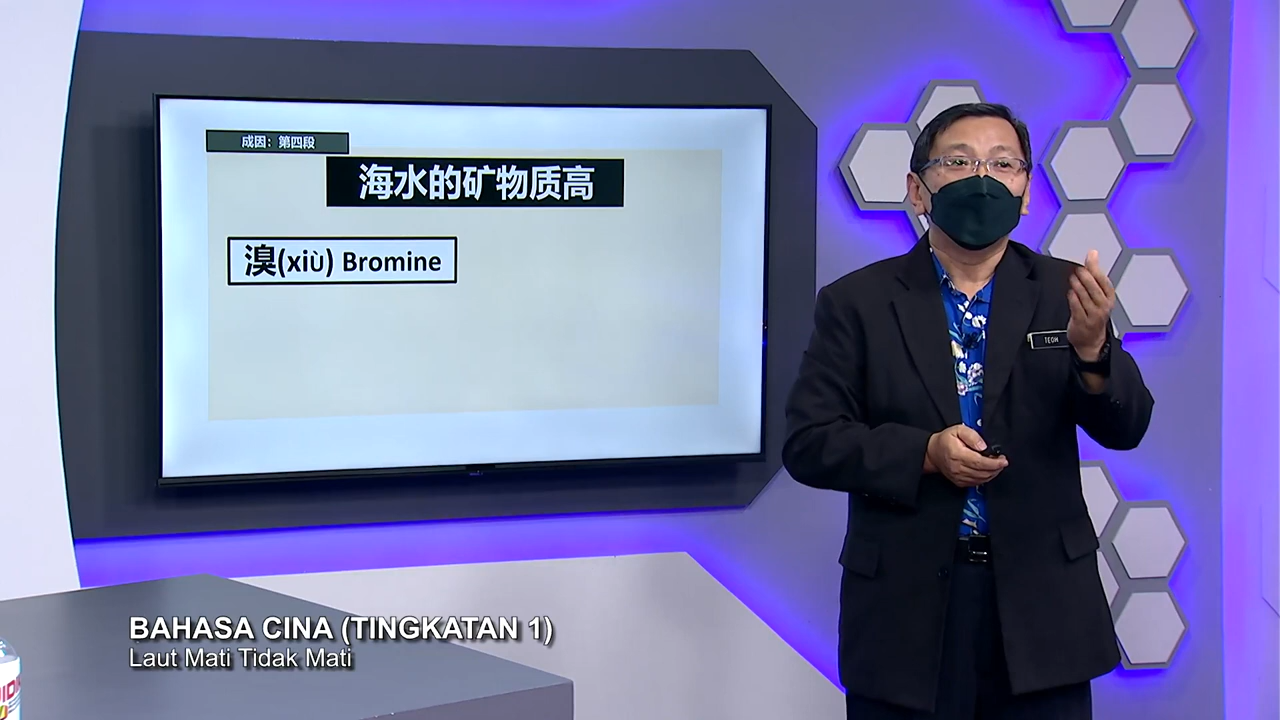 成因：第四段
海水的矿物质高
溴(xiù) Bromine
TEOH
BAHASA CINA (TINGKATAN 1)
Laut Mati Tidak Mati